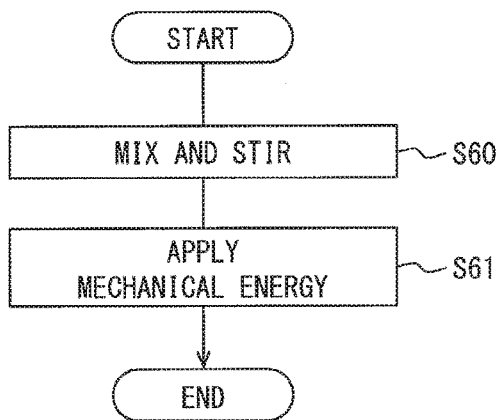 START
MIX AND STIR
S60
APPLY
MECHANICAL ENERGY
S61
END